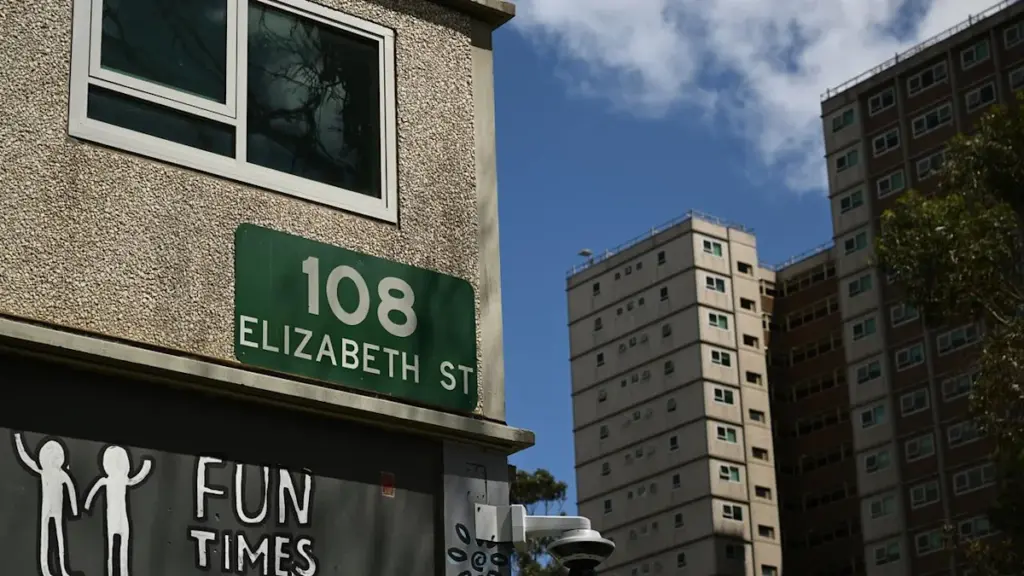 108
ELIZABETH ST
FUN
TIMES
@